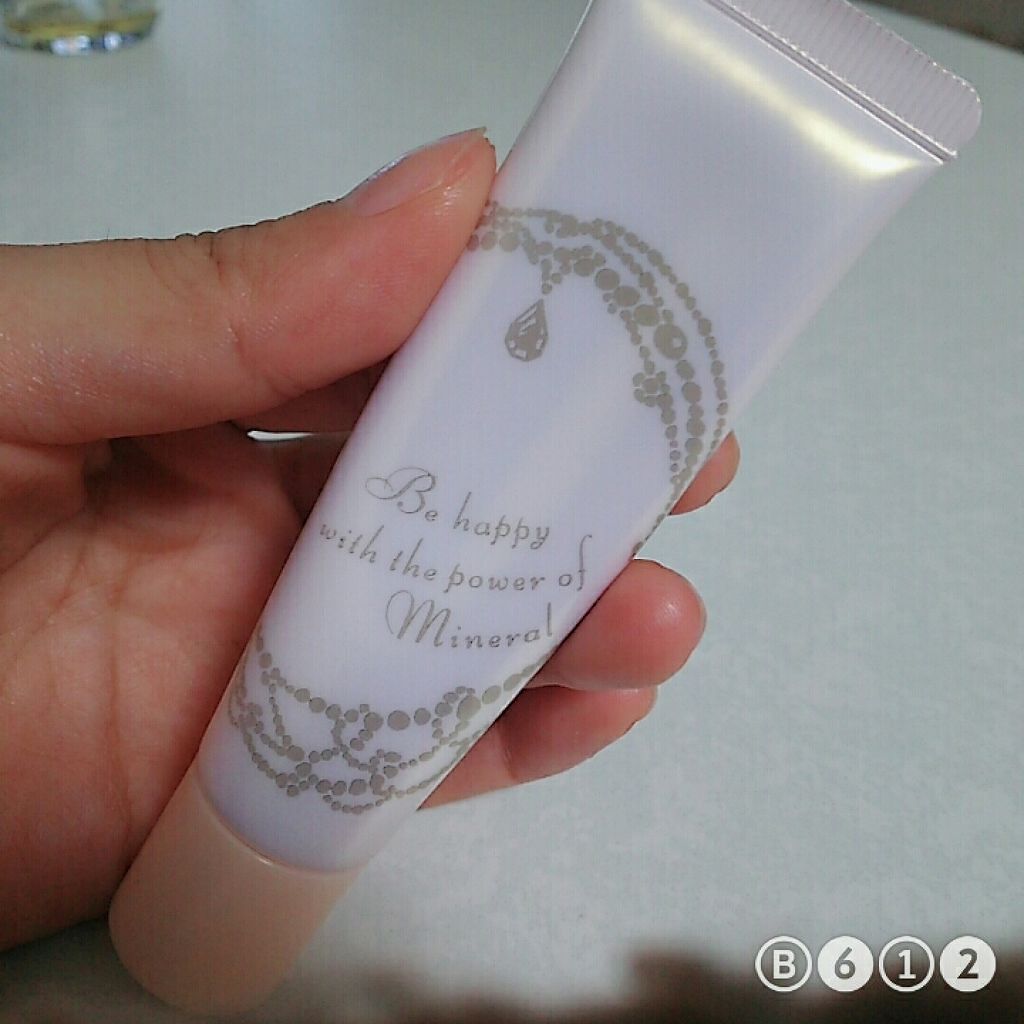 Be happy
with the power of
Mineral
B612